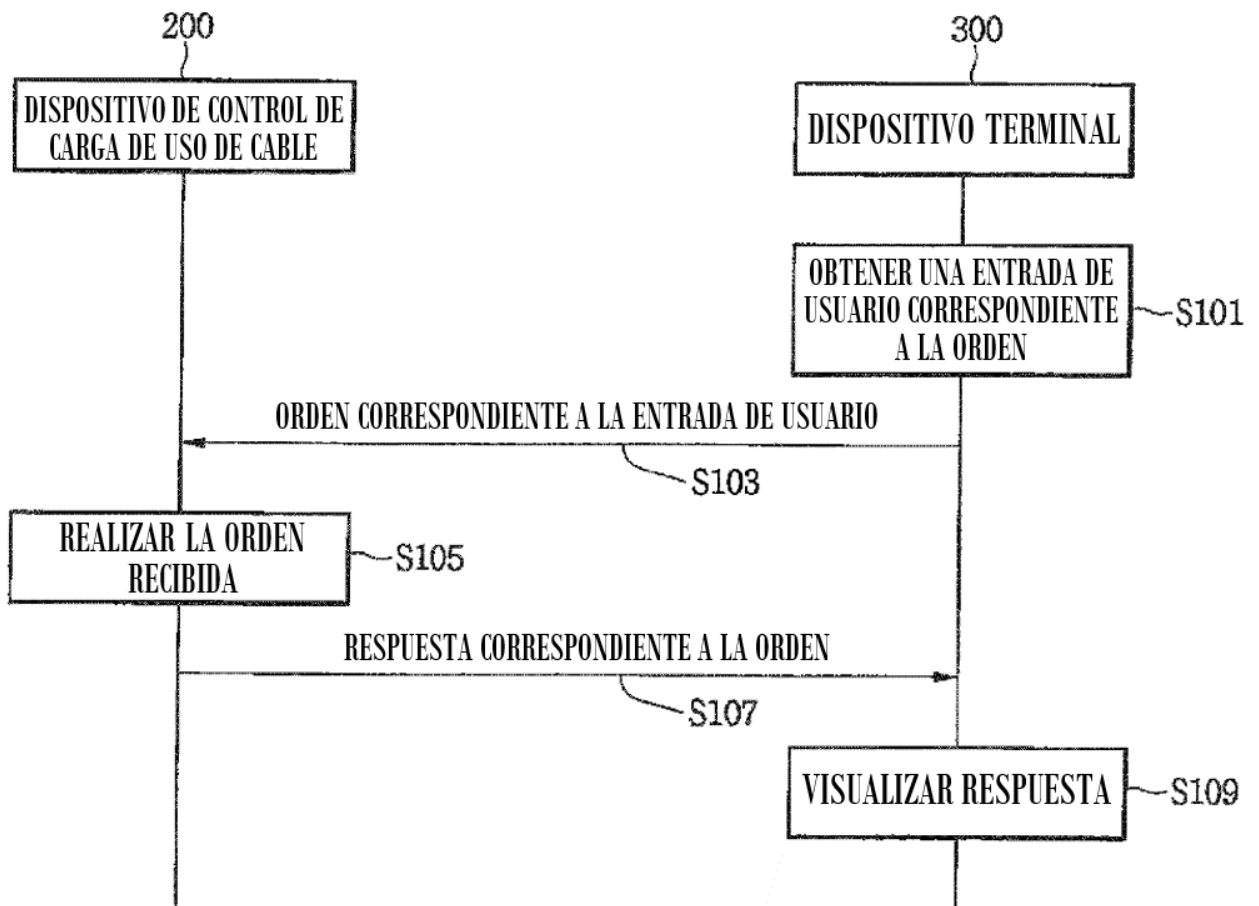 200
300
DISPOSITIVO DE CONTROL DE
CARGA DE USO DE CABLE
DISPOSITIVO TERMINAL
OBTENER UNA ENTRADA DE
USUARIO CORRESPONDIENTE
A LA ORDEN
S101
ORDEN CORRESPONDIENTE A LA ENTRADA DE USUARIO
S103
REALIZAR LA ORDEN
RECIBIDA
S105
RESPUESTA CORRESPONDIENTE A LA ORDEN
S107
VISUALIZAR RESPUESTA
S109